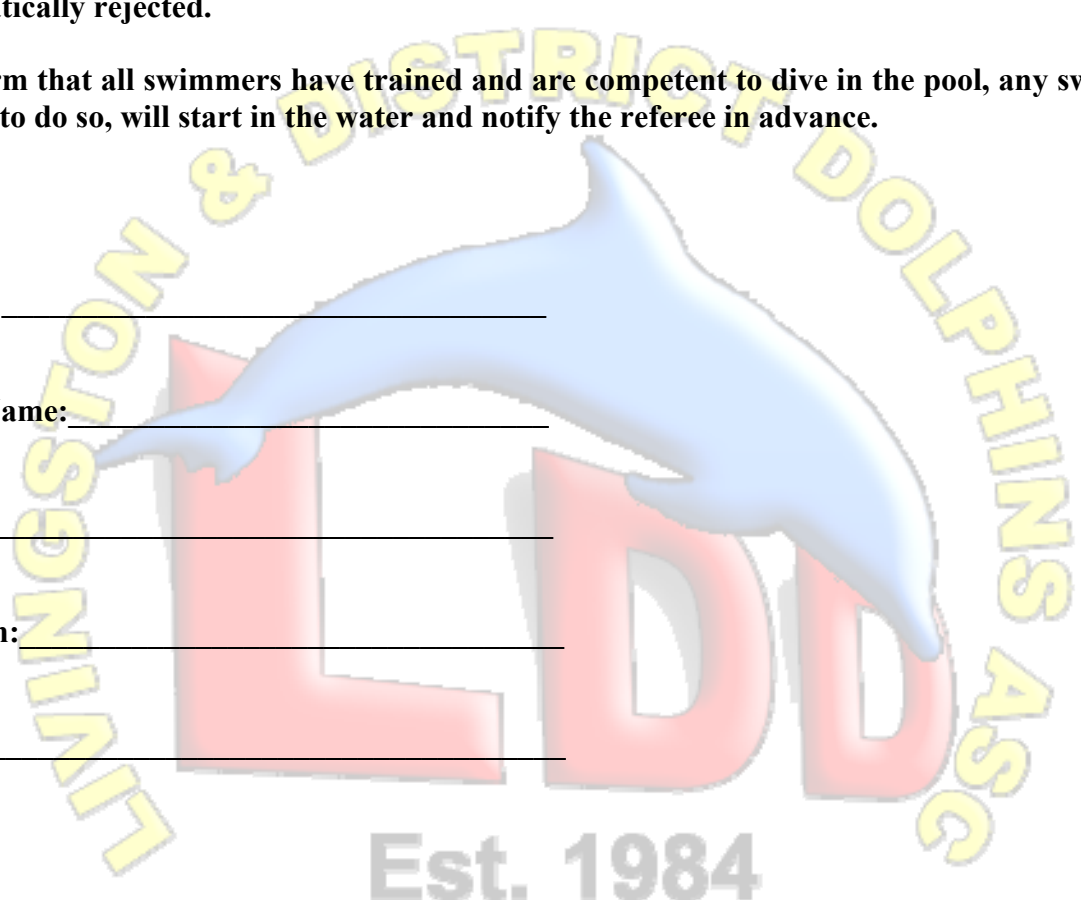 tically rejected.
rm that all swimmers have trained and are competent to dive in the pool, any sw
to do so, will start in the water and notify the referee in advance.
LIVINGSTON & DISTRICT DOLPHINS ASC
ame:
n:
LDD
Est. 1984